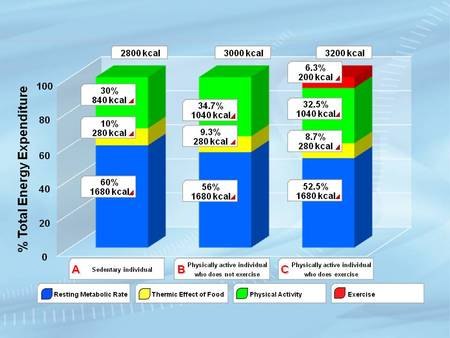 2800 kcal
3000 kcal
3200 kcal
% Total Energy Expenditure
100
80
60
40
20
0
30%
840 kcal
10%
280 kcal
60%
1680 kcal
34.7%
1040 kcal
9.3%
280 kcal
56%
1680 kcal
6.3%
200 kcal
32.5%
1040 kcal
8.7%
280 kcal
52.5%
1680 kcal
A Sedentary individual
B Physically active individual
who does not exercise
C Physically active individual
who does exercise
Resting Metabolic Rate
Thermic Effect of Food
Physical Activity
Exercise